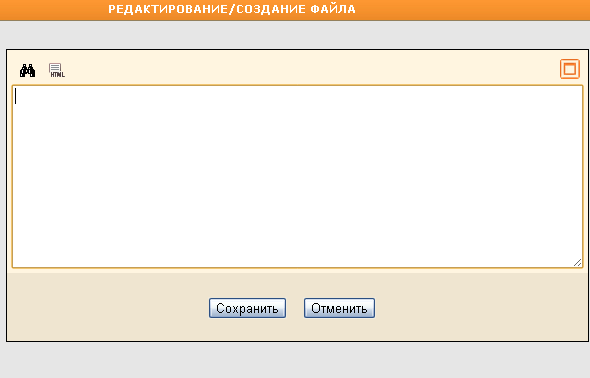 РЕДАКТИРОВАНИЕ/СОЗДАНИЕ ФАЙЛА
HTML
Сохранить Отменить